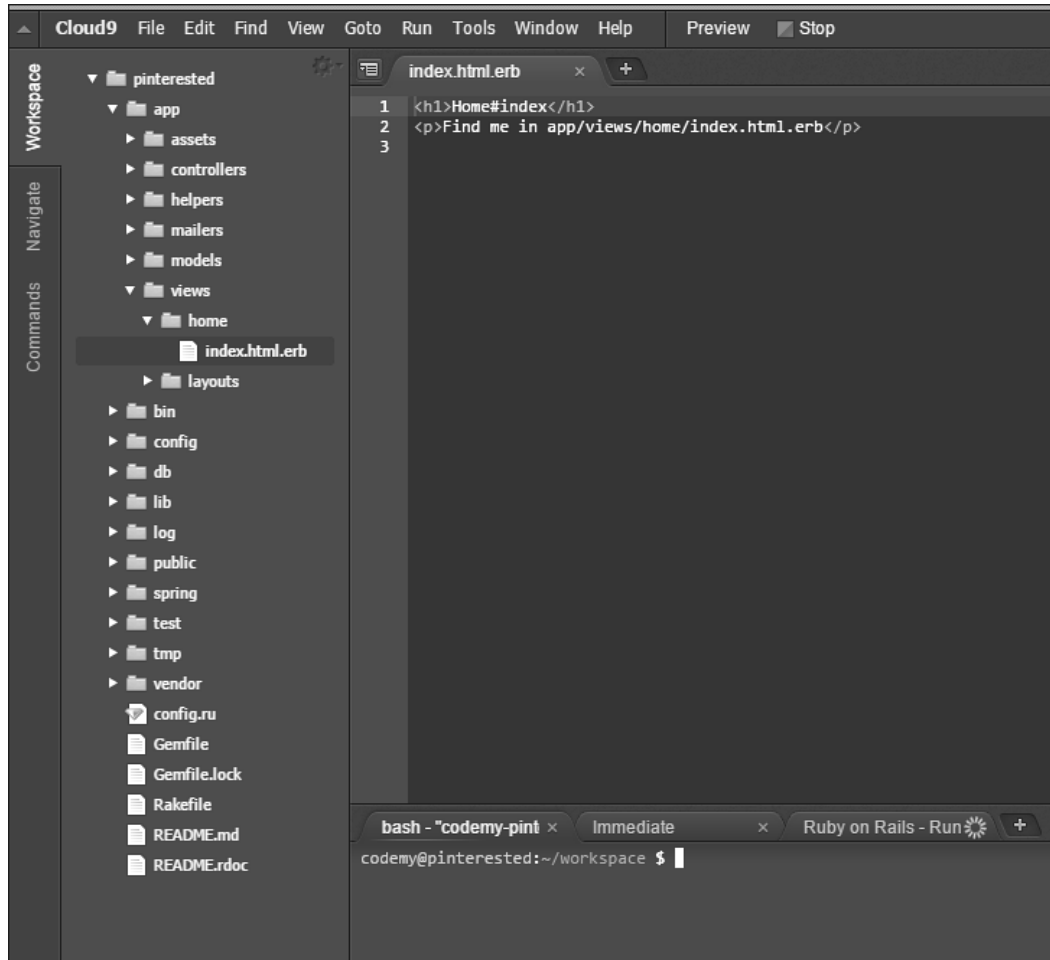 Cloud9 File Edit Find View Goto Run Tools Window Help Preview Stop
Workspace
Navigate
Commands
pinterested
app
assets
controllers
helpers
mailers
models
views
home
index.html.erb
layouts
bin
config
db
lib
log
public
spring
test
tmp
vendor
config.ru
Gemfile
Gemfile.lock
Rakefile
README.md
README.rdoc
index.html.erb × +
1 <h1>Home#index</h1>
2 <p>Find me in app/views/home/index.html.erb</p>
3
bash - "codemy-pint × Immediate × Ruby on Rails - Run +
codemy@pinterested:~/workspace $